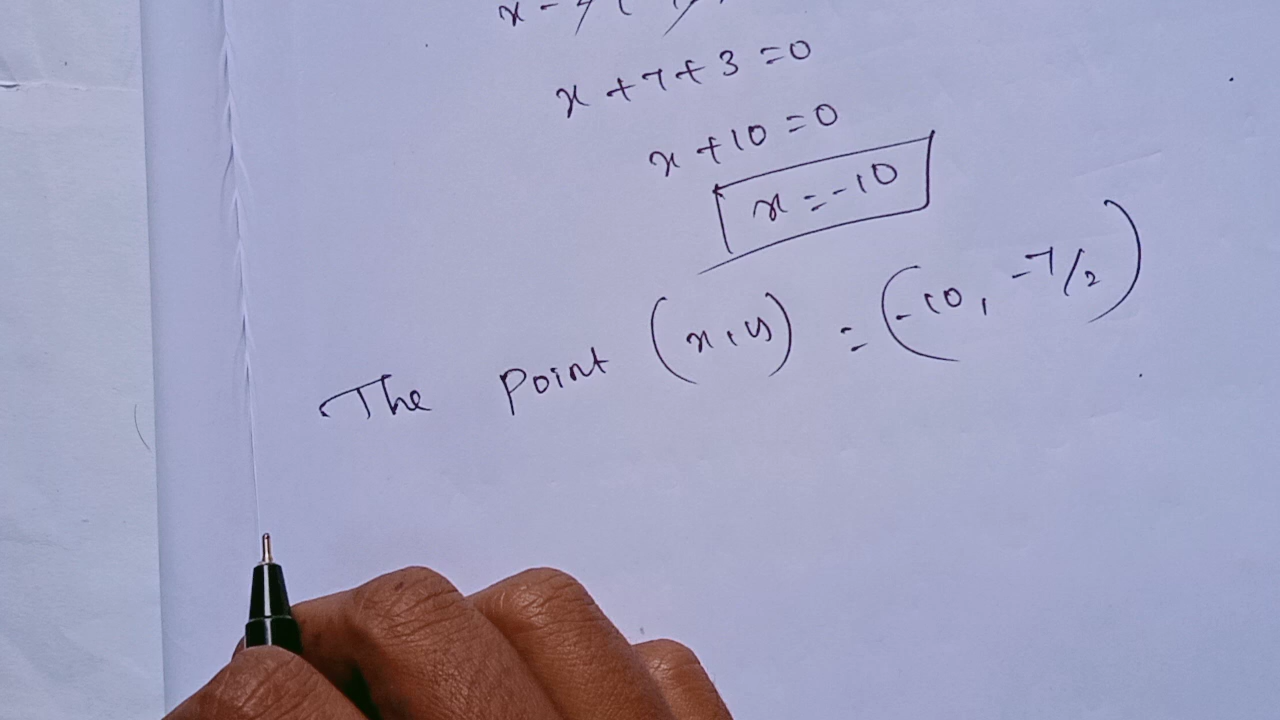 x + 7 + 3 = 0
x + 10 = 0
x = -10
The Point (x, y) = (-10, -7/2)